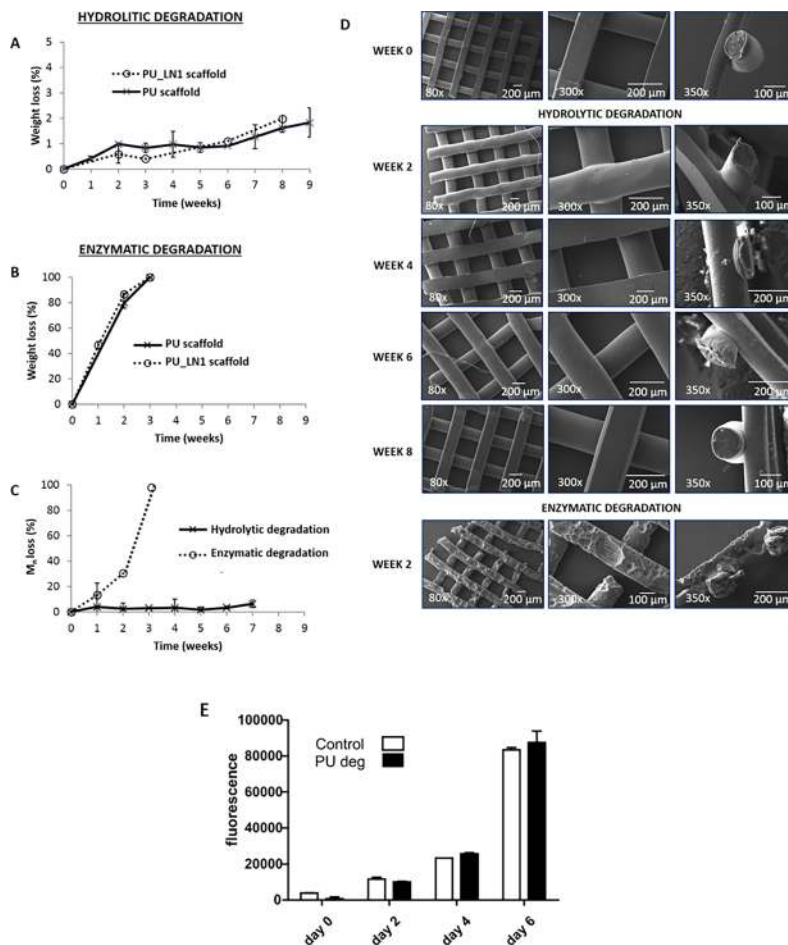 HYDROLITIC DEGRADATION
A
Weight loss (%)
5
4
3
2
1
0
PU_LN1 scaffold
PU scaffold
0 1 2 3 4 5 6 7 8 9
Time (weeks)
ENZYMATIC DEGRADATION
B
Weight loss (%)
100
80
60
40
20
0
PU scaffold
PU_LN1 scaffold
0 1 2 3 4 5 6 7 8 9
Time (weeks)
C
Mn loss (%)
100
80
60
40
20
0
Hydrolytic degradation
Enzymatic degradation
0 1 2 3 4 5 6 7 8 9
Time (weeks)
D
WEEK 0
80x 200 µm 300x 200 µm 350x 100 µm
HYDROLYTIC DEGRADATION
WEEK 2
80x 200 µm 300x 200 µm 350x 100 µm
WEEK 4
80x 200 µm 300x 200 µm 350x 200 µm
WEEK 6
80x 200 µm 300x 200 µm 350x 200 µm
WEEK 8
80x 200 µm 300x 200 µm 350x 100 µm
ENZYMATIC DEGRADATION
WEEK 2
80x 200 µm 300x 100 µm 350x 200 µm
E
fluorescence
100000
80000
60000
40000
20000
0
Control
PU deg
day 0 day 2 day 4 day 6